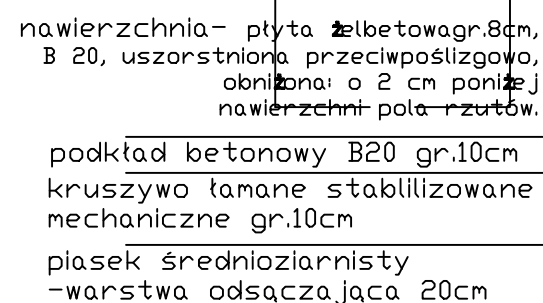 nawierzchnia- płyta żelbetowagr.8cm,
B 20, uszorstniona przeciwpoślizgowo,
obniżona: o 2 cm poniżej
nawierzchni pola rzutów.
podkład betonowy B20 gr.10cm
kruszywo łamane stablilizowane
mechaniczne gr.10cm
piasek średnioziarnisty
-warstwa odsączająca 20cm